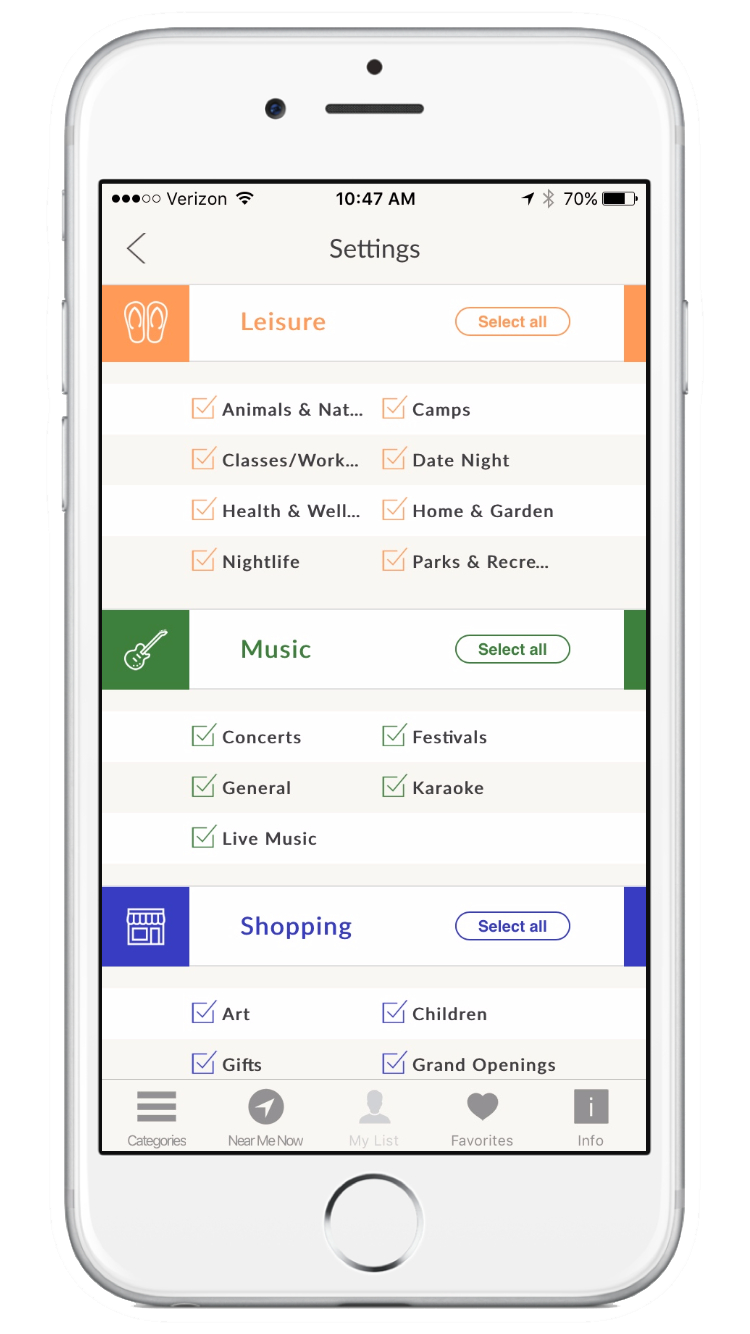 Verizon 10:47 AM 70%
Settings
Leisure Select all
Animals & Nat... Camps
Classes/Work... Date Night
Health & Well... Home & Garden
Nightlife Parks & Recre...
Music Select all
Concerts Festivals
General Karaoke
Live Music
Shopping Select all
Art Children
Gifts Grand Openings
i
Categories Near Me Now My List Favorites Info